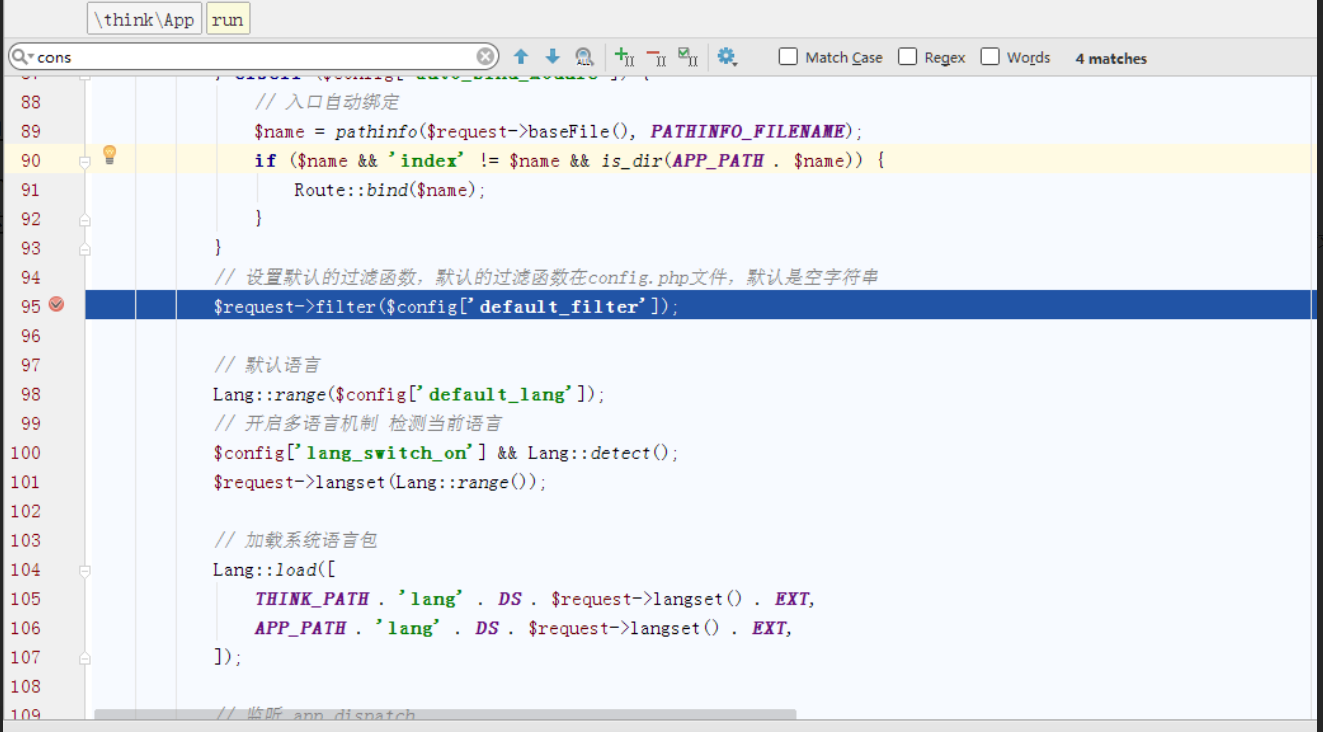 \think\App run
cons Match Case Regex Words 4 matches
88 // 入口自动绑定
89 $name = pathinfo($request->baseFile(), PATHINFO_FILENAME);
90 if ($name && 'index' != $name && is_dir(APP_PATH . $name)) {
91 Route::bind($name);
92 }
93 }
94 // 设置默认的过滤函数，默认的过滤函数在config.php文件，默认是空字符串
95 $request->filter($config['default_filter']);
96
97 // 默认语言
98 Lang::range($config['default_lang']);
99 // 开启多语言机制 检测当前语言
100 $config['lang_switch_on'] && Lang::detect();
101 $request->langset(Lang::range());
102
103 // 加载系统语言包
104 Lang::load([
105 THINK_PATH . 'lang' . DS . $request->langset() . EXT,
106 APP_PATH . 'lang' . DS . $request->langset() . EXT,
107 ]);
108
109 // 监听 app_dispatch